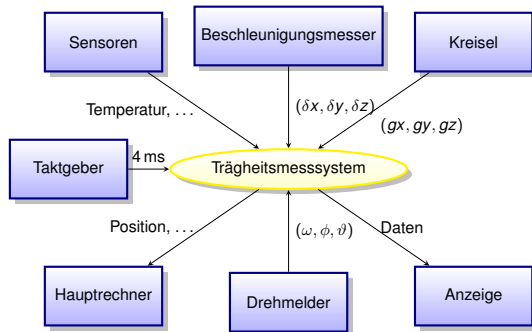 Sensoren
Beschleunigungsmesser
Kreisel
Temperatur, ...
(δx, δy, δz)
(gx, gy, gz)
Taktgeber
4 ms
Trägheitsmesssystem
Position, ...
(ω, ϕ, ϑ)
Daten
Hauptrechner
Drehmelder
Anzeige